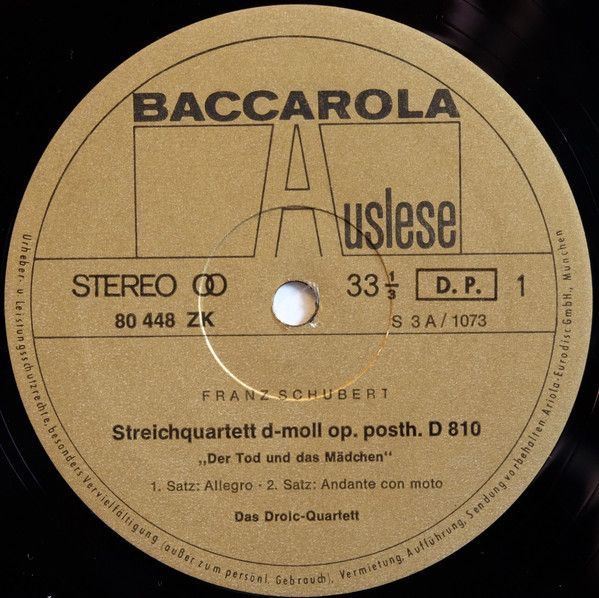 BACCAROLA
Auslese
STEREO
33 1/3
D. P.
1
80 448 ZK
S 3 A / 1073
FRANZ SCHUBERT
Streichquartett d-moll op. posth. D 810
„Der Tod und das Mädchen“
1. Satz: Allegro · 2. Satz: Andante con moto
Das Drolc-Quartett
Urheber- u. Leistungsschutzrechte, besonders Vervielfältigung (außer zum persönl. Gebrauch), Vermietung, Aufführung, Sendung vorbehalten. Ariola-Eurodisc GmbH., München